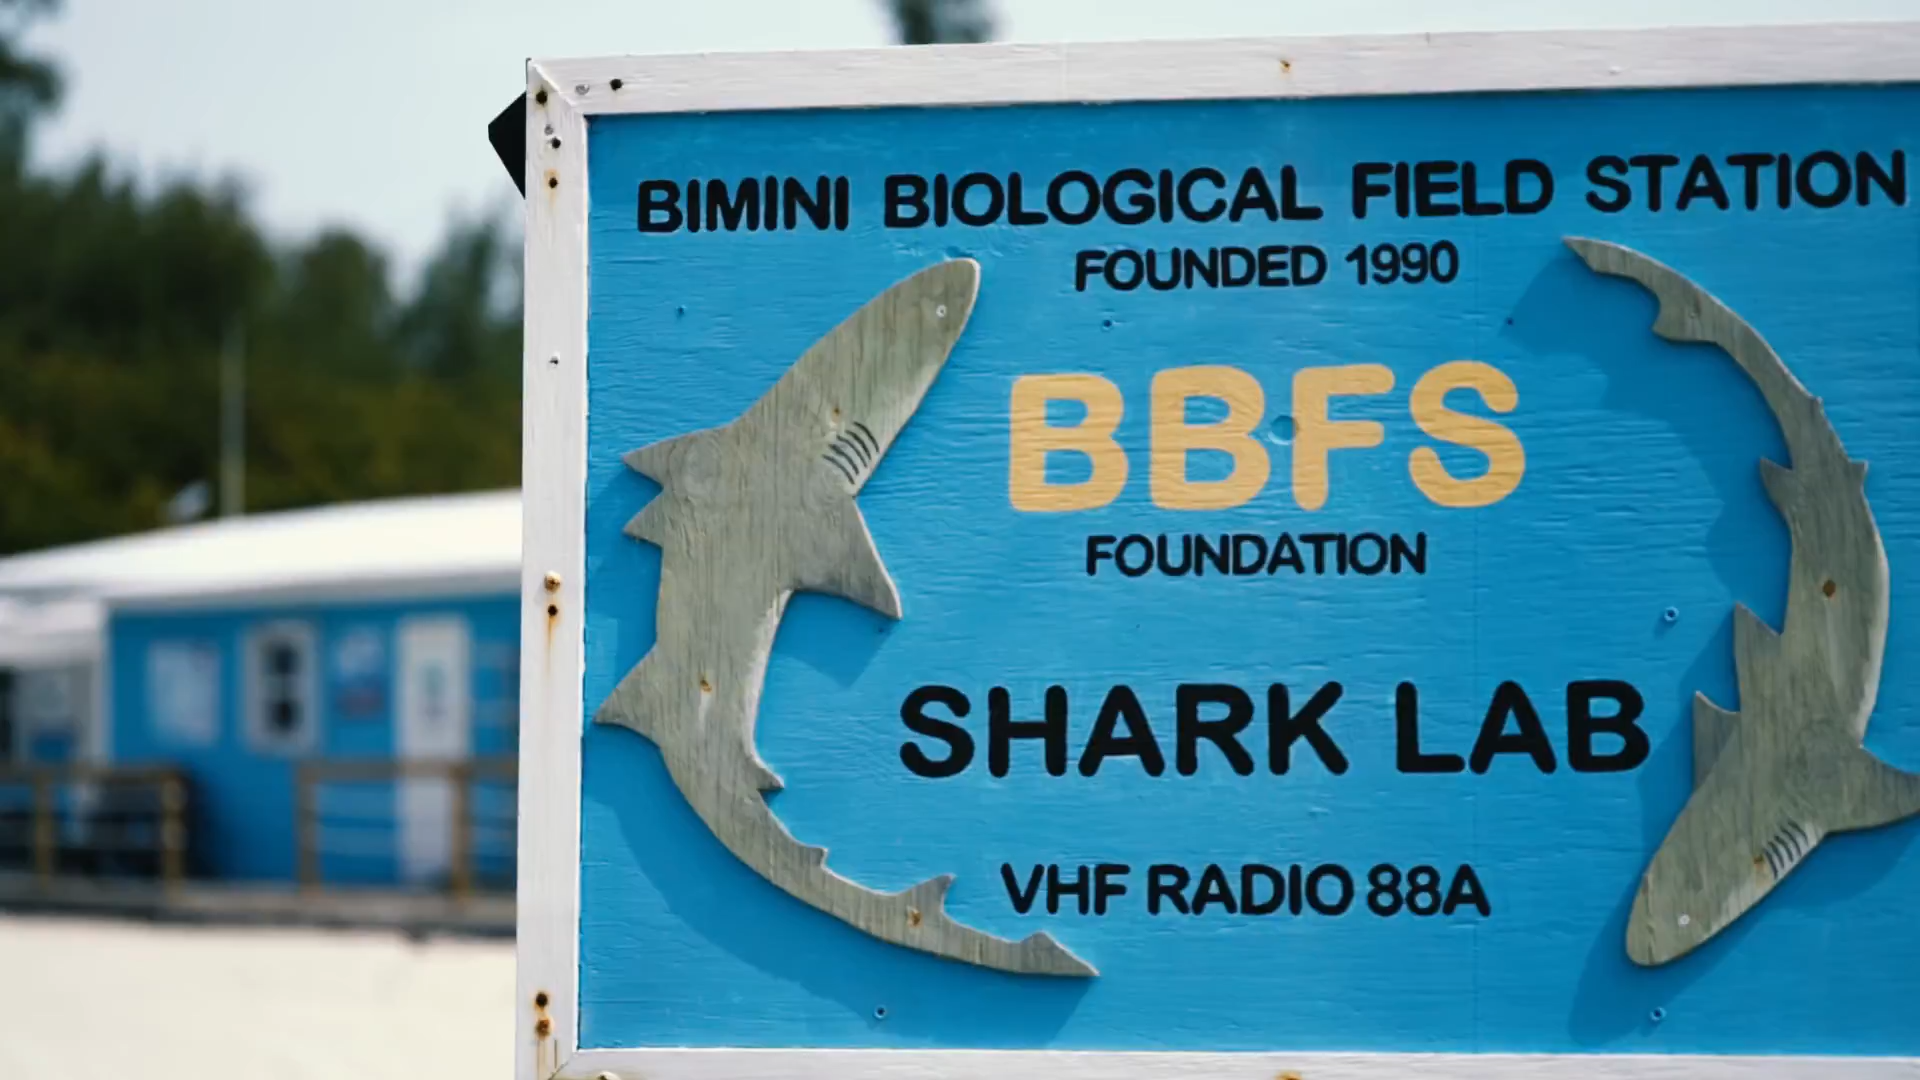 BIMINI BIOLOGICAL FIELD STATION
FOUNDED 1990
BBFS
FOUNDATION
SHARK LAB
VHF RADIO 88A